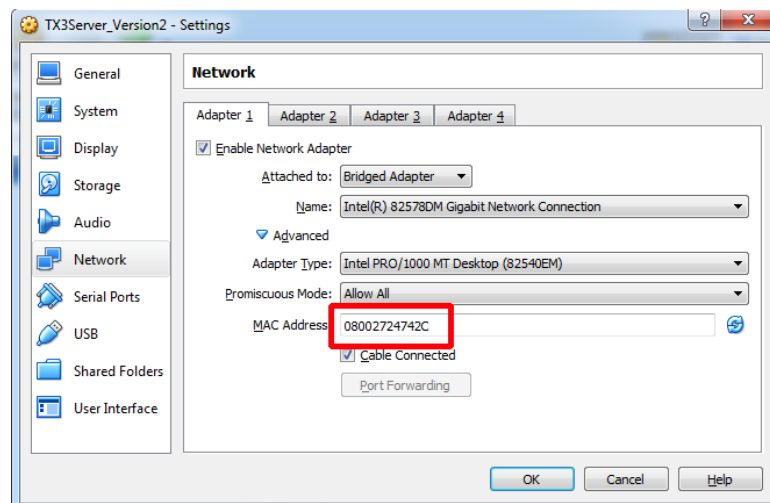 TX3Server_Version2 - Settings
General
System
Display
Storage
Audio
Network
Serial Ports
USB
Shared Folders
User Interface
Network
Adapter 1 Adapter 2 Adapter 3 Adapter 4
Enable Network Adapter
Attached to: Bridged Adapter
Name: Intel(R) 82578DM Gigabit Network Connection
Advanced
Adapter Type: Intel PRO/1000 MT Desktop (82540EM)
Promiscuous Mode: Allow All
MAC Address 08002724742C
Cable Connected
Port Forwarding
OK Cancel Help